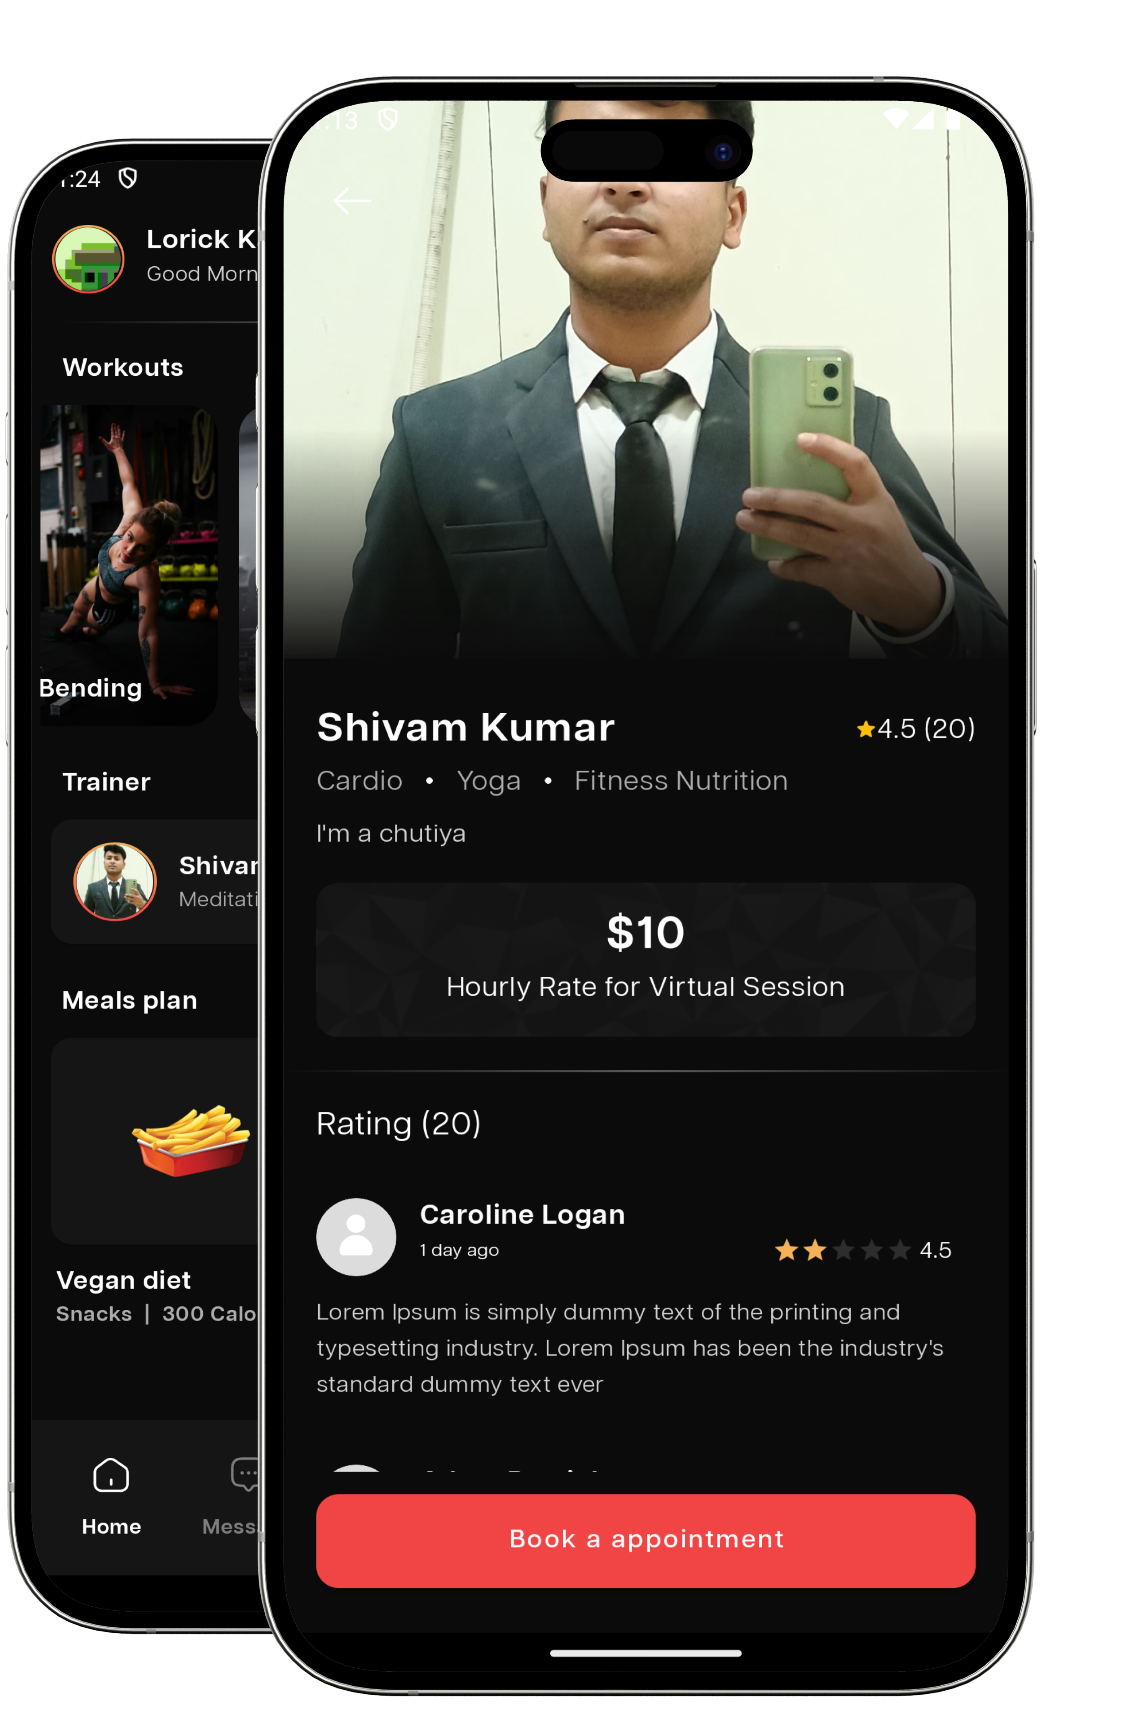 :24
Lorick K
Good Morn
Workouts
Bending
Trainer
Shivam
Meditati
Meals plan
Vegan diet
Snacks | 300 Calo
Home
Mess
:13
Shivam Kumar
4.5 (20)
Cardio • Yoga • Fitness Nutrition
I'm a chutiya
$10
Hourly Rate for Virtual Session
Rating (20)
Caroline Logan
1 day ago
4.5
Lorem Ipsum is simply dummy text of the printing and
typesetting industry. Lorem Ipsum has been the industry's
standard dummy text ever
Book a appointment